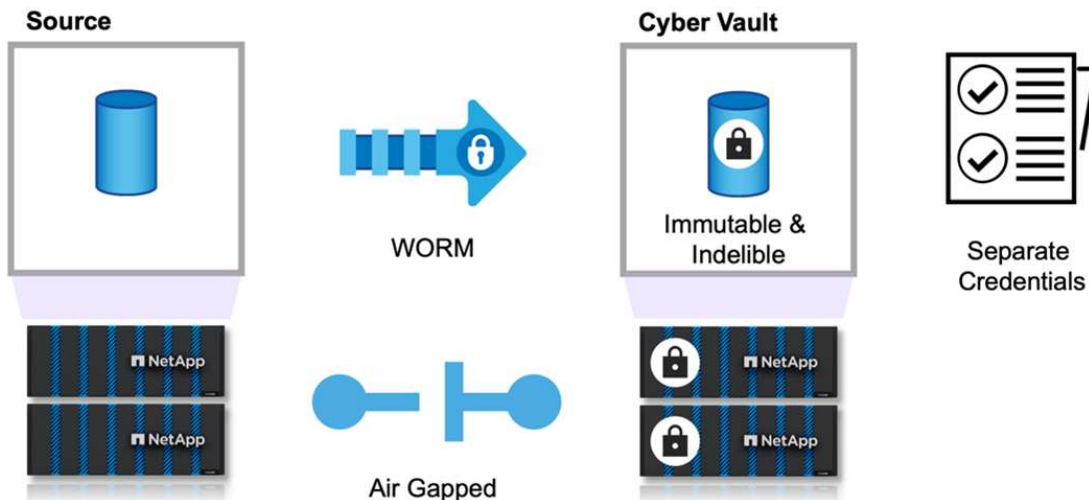 Source
Cyber Vault
WORM
Immutable &
Indelible
Separate
Credentials
NetApp
NetApp
NetApp
NetApp
Air Gapped